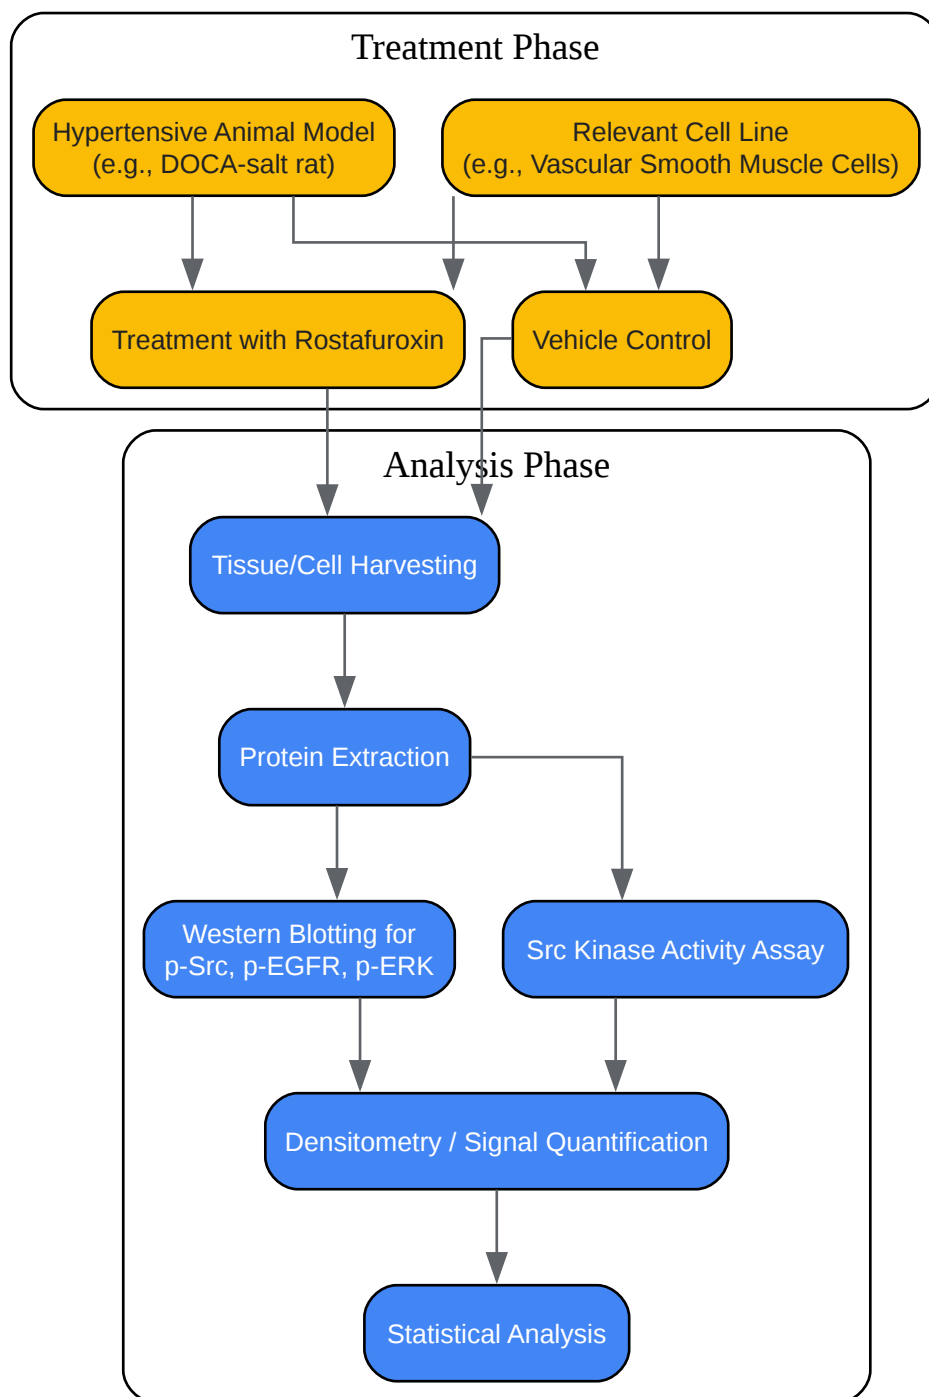 Treatment Phase
Hypertensive Animal Model
(e.g., DOCA-salt rat)
Relevant Cell Line
(e.g., Vascular Smooth Muscle Cells)
Treatment with Rostafuroxin
Vehicle Control
Analysis Phase
Tissue/Cell Harvesting
Protein Extraction
Western Blotting for
p-Src, p-EGFR, p-ERK
Src Kinase Activity Assay
Densitometry / Signal Quantification
Statistical Analysis